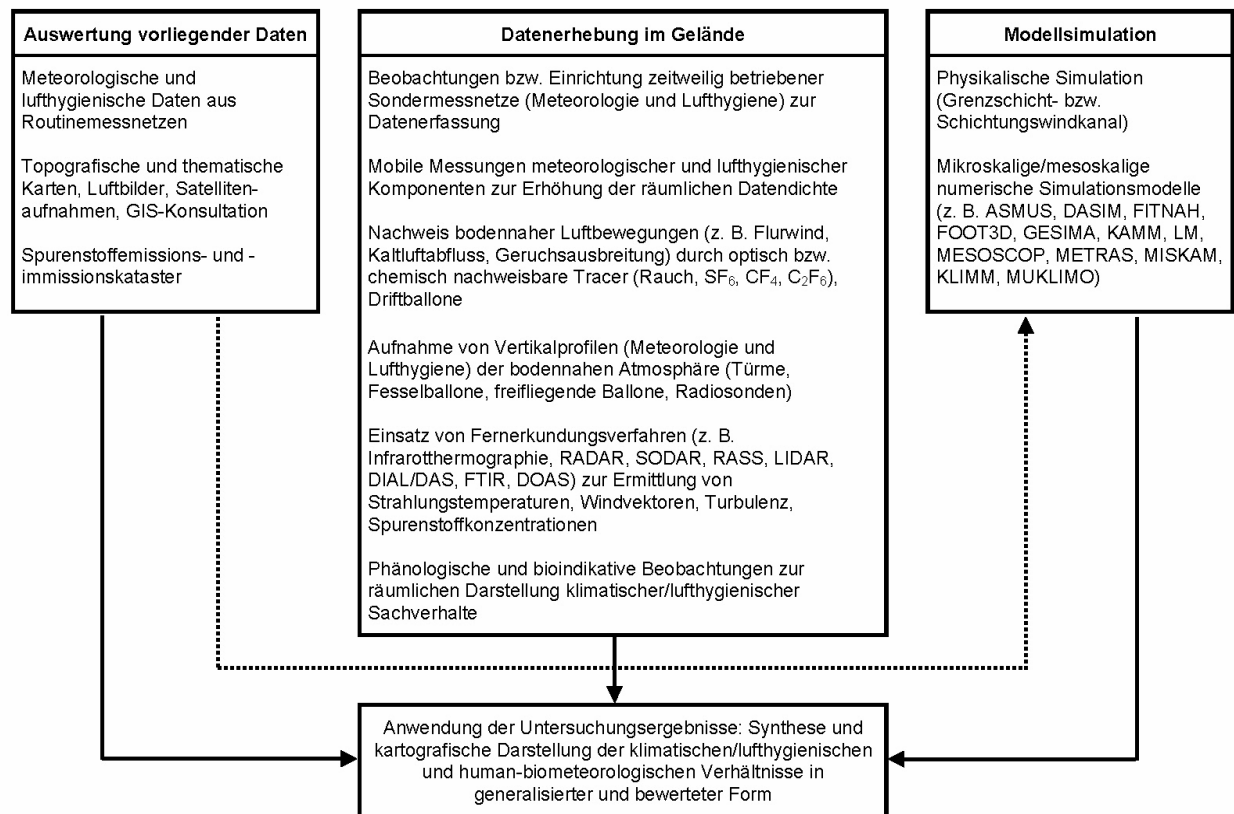 Auswertung vorliegender Daten
Meteorologische und
lufthygienische Daten aus
Routinemessnetzen
Topografische und thematische
Karten, Luftbilder, Satelliten-
aufnahmen, GIS-Konsultation
Spurenstoffemissions- und -
immissionskataster
Datenerhebung im Gelände
Beobachtungen bzw. Einrichtung zeitweilig betriebener
Sondermessnetze (Meteorologie und Lufthygiene) zur
Datenerfassung
Mobile Messungen meteorologischer und lufthygienischer
Komponenten zur Erhöhung der räumlichen Datendichte
Nachweis bodennaher Luftbewegungen (z. B. Flurwind,
Kaltluftabfluss, Geruchsausbreitung) durch optisch bzw.
chemisch nachweisbare Tracer (Rauch, SF₆, CF₄, C₂F₆),
Driftballone
Aufnahme von Vertikalprofilen (Meteorologie und
Lufthygiene) der bodennahen Atmosphäre (Türme,
Fesselballone, freifliegende Ballone, Radiosonden)
Einsatz von Fernerkundungsverfahren (z. B.
Infrarotthermographie, RADAR, SODAR, RASS, LIDAR,
DIAL/DAS, FTIR, DOAS) zur Ermittlung von
Strahlungstemperaturen, Windvektoren, Turbulenz,
Spurenstoffkonzentrationen
Phänologische und bioindikative Beobachtungen zur
räumlichen Darstellung klimatischer/lufthygienischer
Sachverhalte
Modellsimulation
Physikalische Simulation
(Grenzschicht- bzw.
Schichtungswindkanal)
Mikroskalige/mesoskalige
numerische Simulationsmodelle
(z. B. ASMUS, DASIM, FITNAH,
FOOT3D, GESIMA, KAMM, LM,
MESOSCOP, METRAS, MISKAM,
KLIMM, MUKLIMO)
Anwendung der Untersuchungsergebnisse: Synthese und
kartografische Darstellung der klimatischen/lufthygienischen
und human-biometeorologischen Verhältnisse in
generalisierter und bewerteter Form